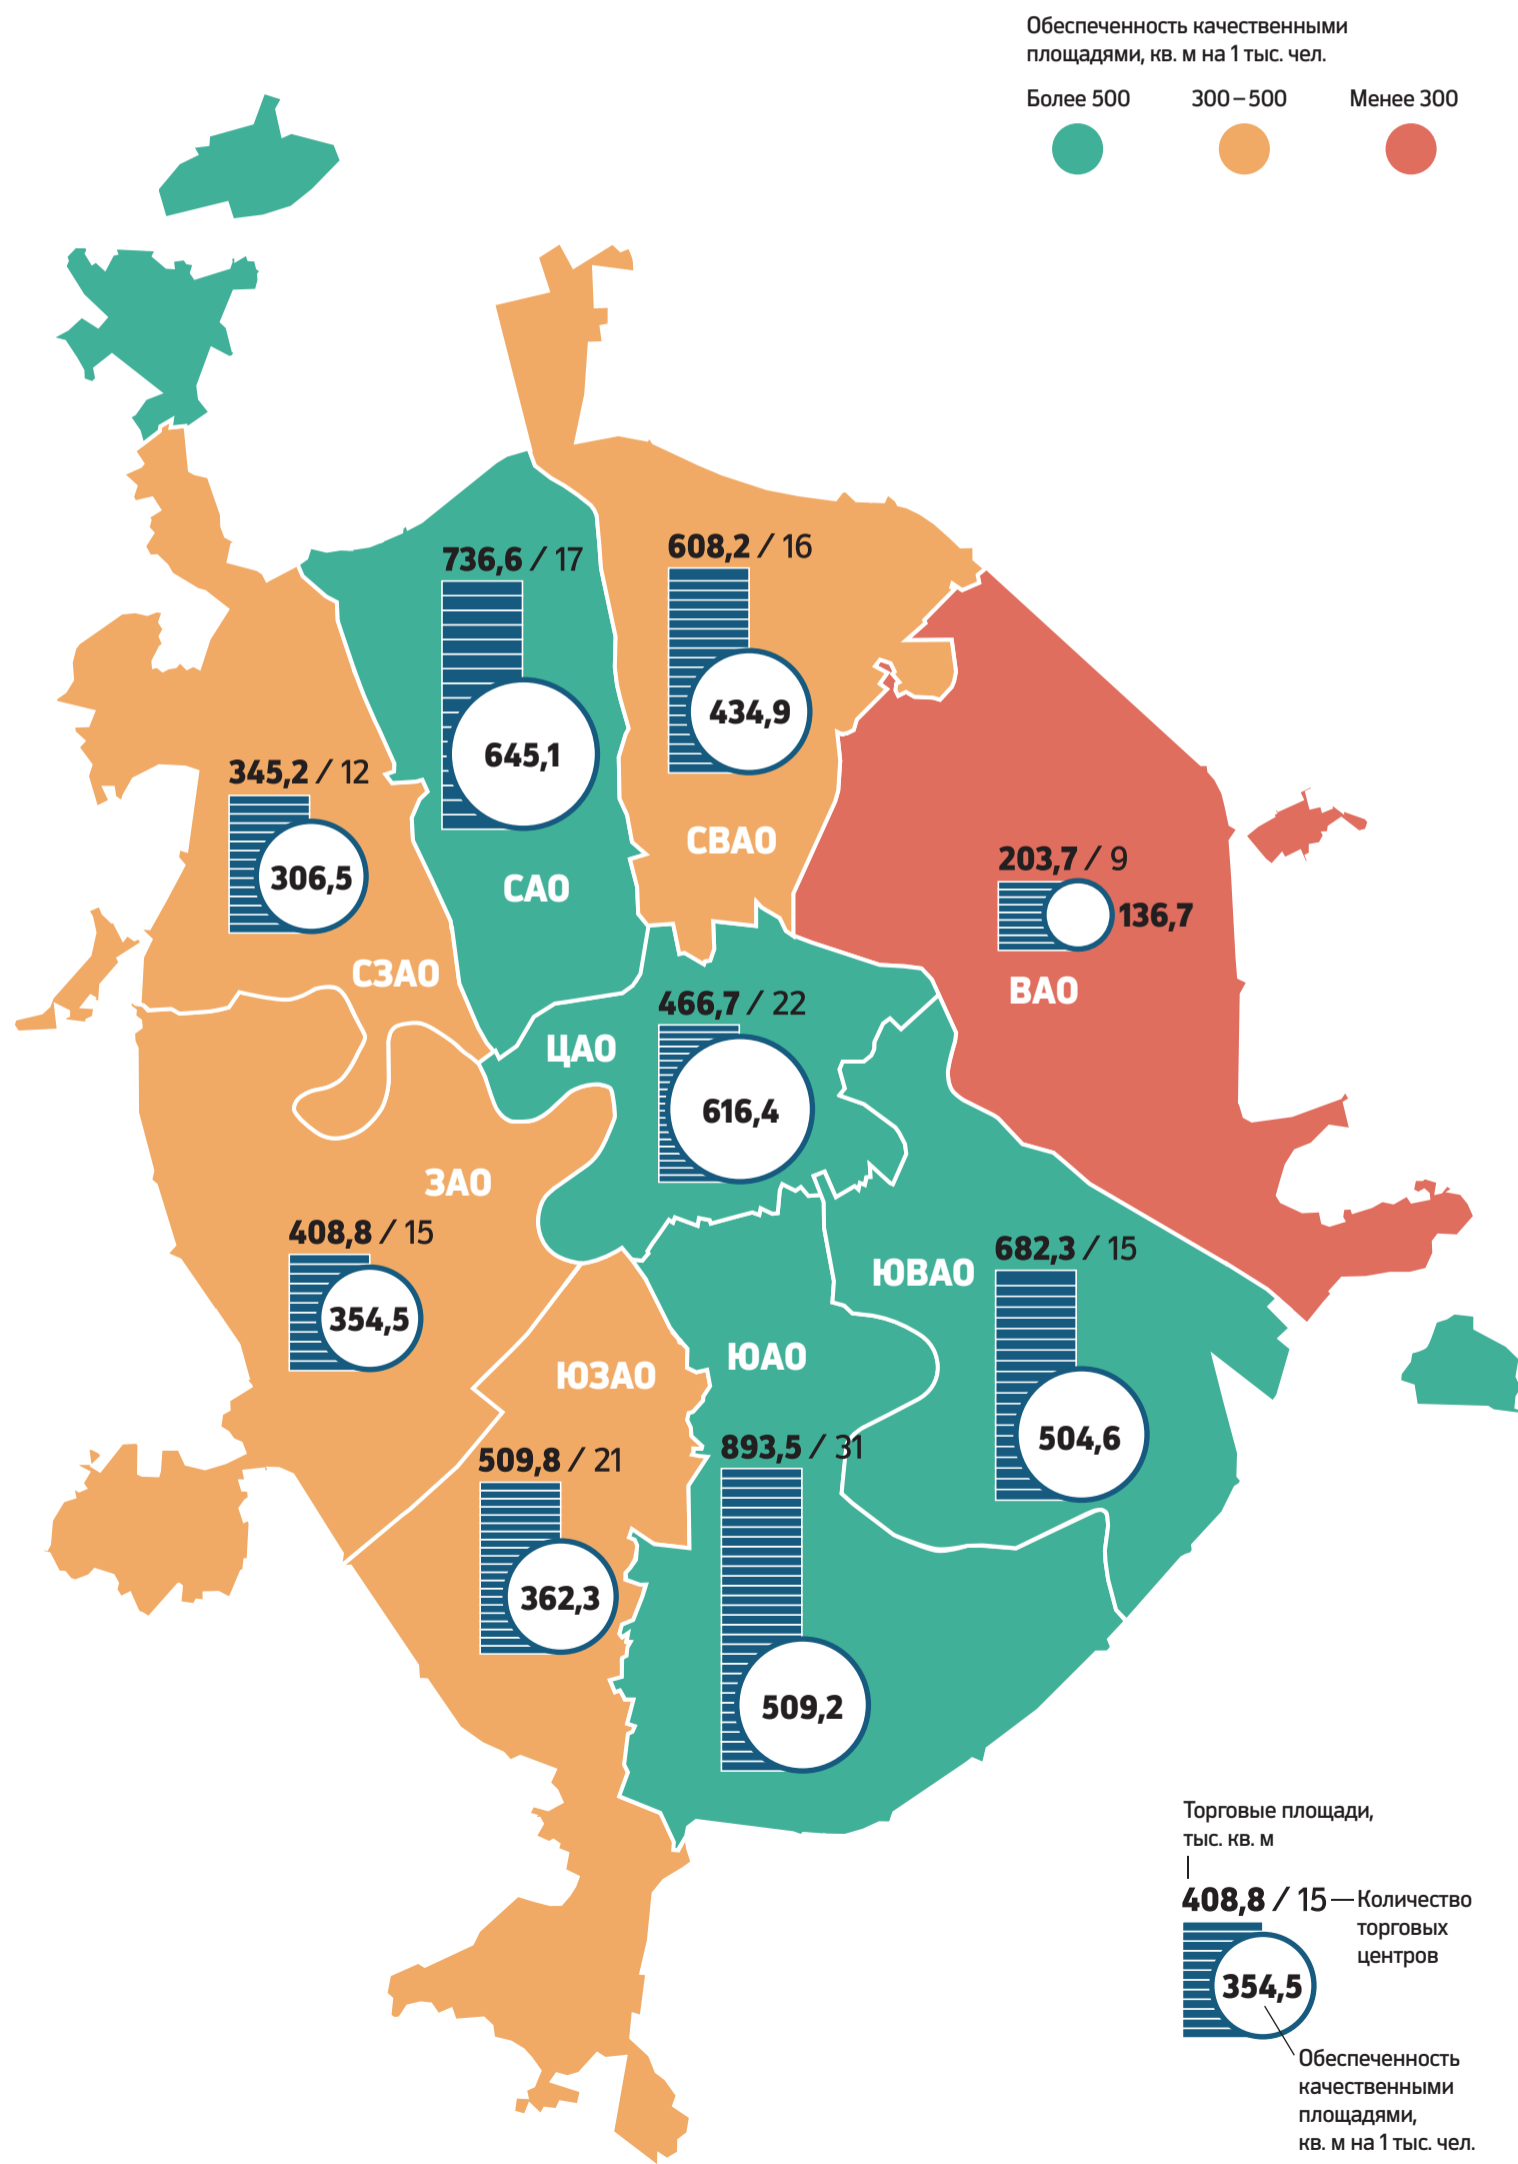 Обеспеченность качественными
площадями, кв. м на 1 тыс. чел.
Более 500
300–500
Менее 300
736,6 / 17
645,1
САО
608,2 / 16
434,9
СВАО
345,2 / 12
306,5
СЗАО
203,7 / 9
136,7
ВАО
466,7 / 22
ЦАО
616,4
ЗАО
408,8 / 15
354,5
ЮВАО
682,3 / 15
504,6
ЮЗАО
509,8 / 21
362,3
ЮАО
893,5 / 31
509,2
Торговые площади,
тыс. кв. м
408,8 / 15
Количество
торговых
центров
354,5
Обеспеченность
качественными
площадями,
кв. м на 1 тыс. чел.